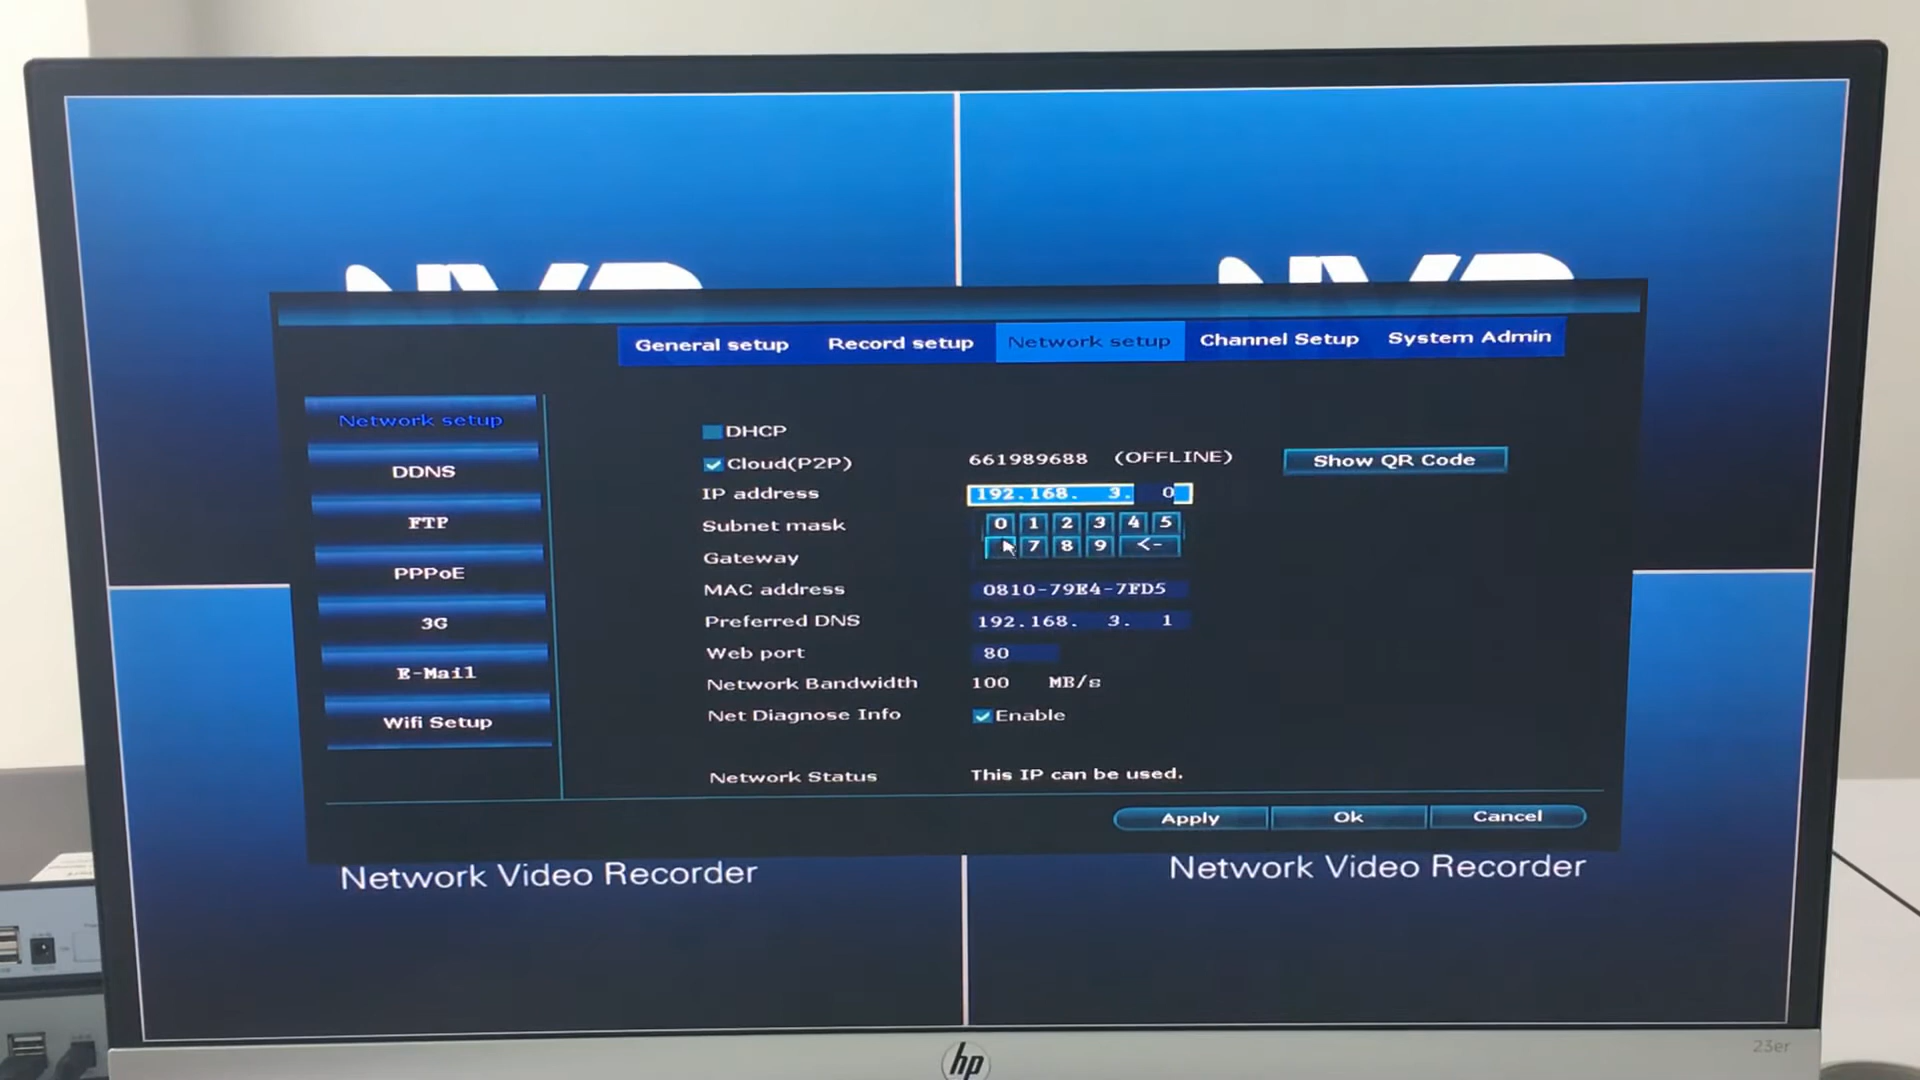 General setup Record setup Network setup Channel Setup System Admin
Network setup
DDNS
FTP
PPPoE
3G
E-Mail
Wifi Setup
DHCP
Cloud(P2P) 661989688 (OFFLINE) Show QR Code
IP address 192.168. 3. 0
Subnet mask 0 1 2 3 4 5
7 8 9 <-
Gateway
MAC address 0810-79E4-7FD5
Preferred DNS 192.168. 3. 1
Web port 80
Network Bandwidth 100 MB/s
Net Diagnose Info Enable
Network Status This IP can be used.
Apply Ok Cancel
Network Video Recorder Network Video Recorder
hp
23er